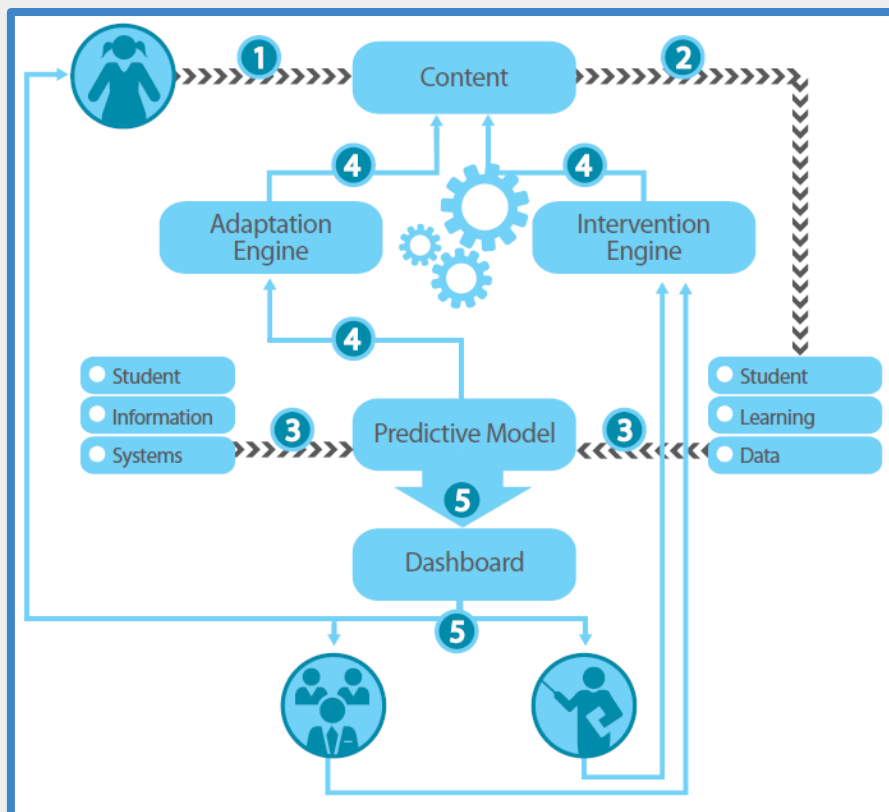 1
Content
2
4
4
Adaptation
Engine
Intervention
Engine
4
Student
Information
Systems
3
Predictive Model
3
Student
Learning
Data
5
Dashboard
5